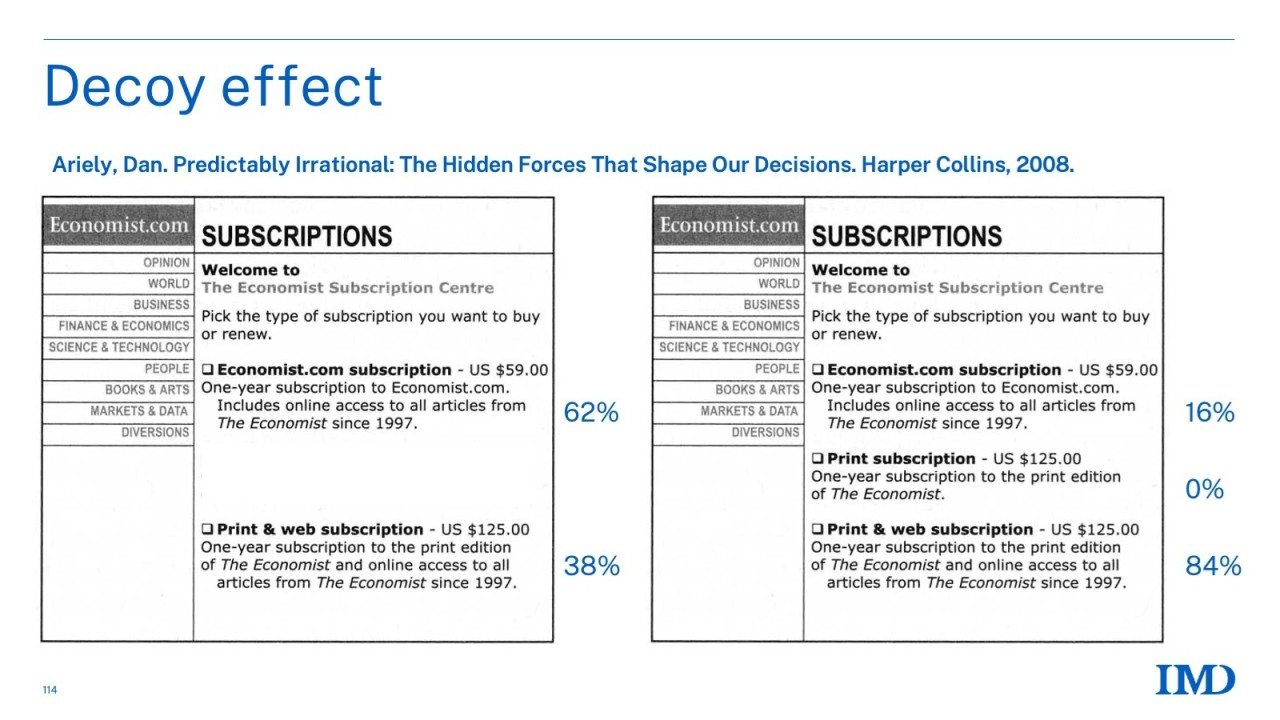 Decoy effect
Ariely, Dan. Predictably Irrational: The Hidden Forces That Shape Our Decisions. Harper Collins, 2008.
Economist.com
OPINION
WORLD
BUSINESS
FINANCE & ECONOMICS
SCIENCE & TECHNOLOGY
PEOPLE
BOOKS & ARTS
MARKETS & DATA
DIVERSIONS
SUBSCRIPTIONS
Welcome to
The Economist Subscription Centre
Pick the type of subscription you want to buy
or renew.
❑ Economist.com subscription - US $59.00
One-year subscription to Economist.com.
Includes online access to all articles from
The Economist since 1997.
62%
❑ Print & web subscription - US $125.00
One-year subscription to the print edition
of The Economist and online access to all
articles from The Economist since 1997.
38%
Economist.com
OPINION
WORLD
BUSINESS
FINANCE & ECONOMICS
SCIENCE & TECHNOLOGY
PEOPLE
BOOKS & ARTS
MARKETS & DATA
DIVERSIONS
SUBSCRIPTIONS
Welcome to
The Economist Subscription Centre
Pick the type of subscription you want to buy
or renew.
❑ Economist.com subscription - US $59.00
One-year subscription to Economist.com.
Includes online access to all articles from
The Economist since 1997.
16%
❑ Print subscription - US $125.00
One-year subscription to the print edition
of The Economist.
0%
❑ Print & web subscription - US $125.00
One-year subscription to the print edition
of The Economist and online access to all
articles from The Economist since 1997.
84%
114
IMD